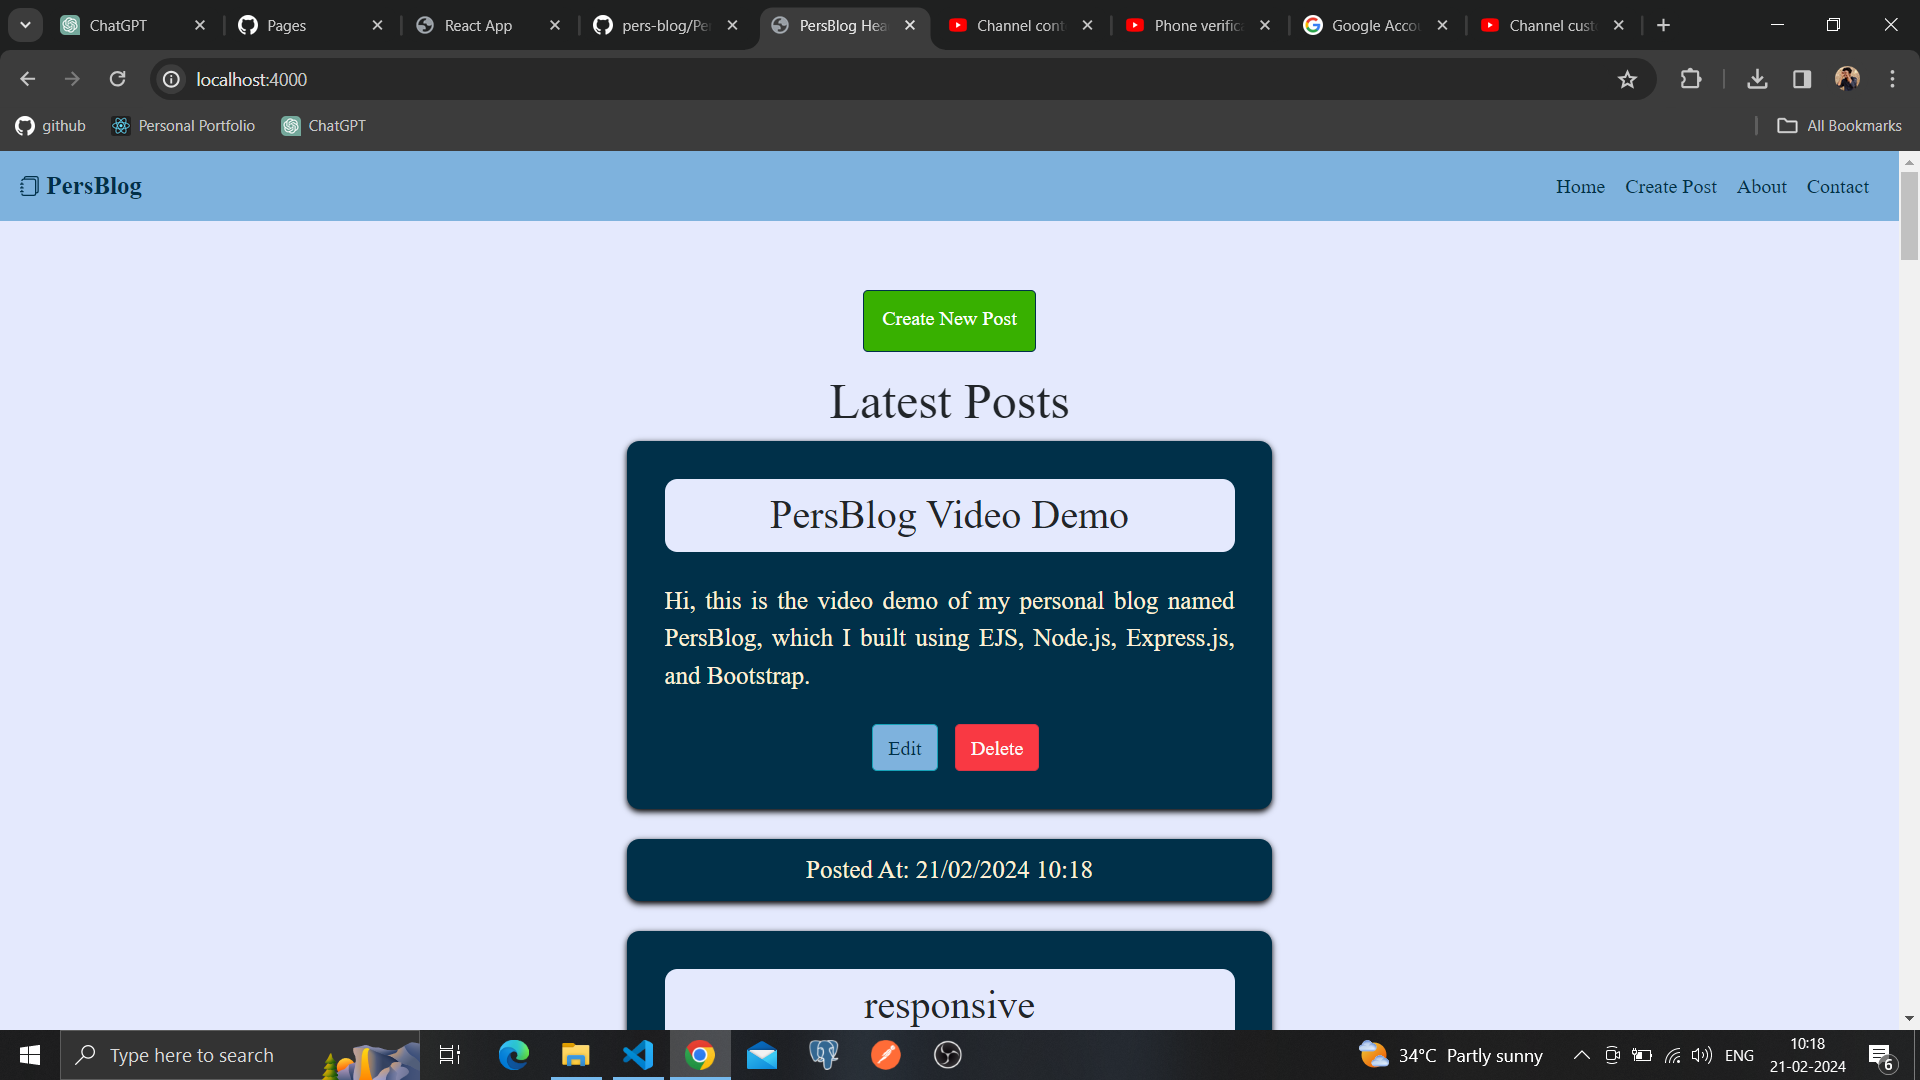 ChatGPT
Pages
React App
pers-blog/Per
PersBlog Hea
Channel cont
Phone verific
Google Accou
Channel cust
localhost:4000
github
Personal Portfolio
ChatGPT
All Bookmarks
PersBlog
Home
Create Post
About
Contact
Create New Post
Latest Posts
PersBlog Video Demo
Hi, this is the video demo of my personal blog named
PersBlog, which I built using EJS, Node.js, Express.js,
and Bootstrap.
Edit
Delete
Posted At: 21/02/2024 10:18
responsive
Type here to search
34°C Partly sunny
ENG
10:18
21-02-2024
6